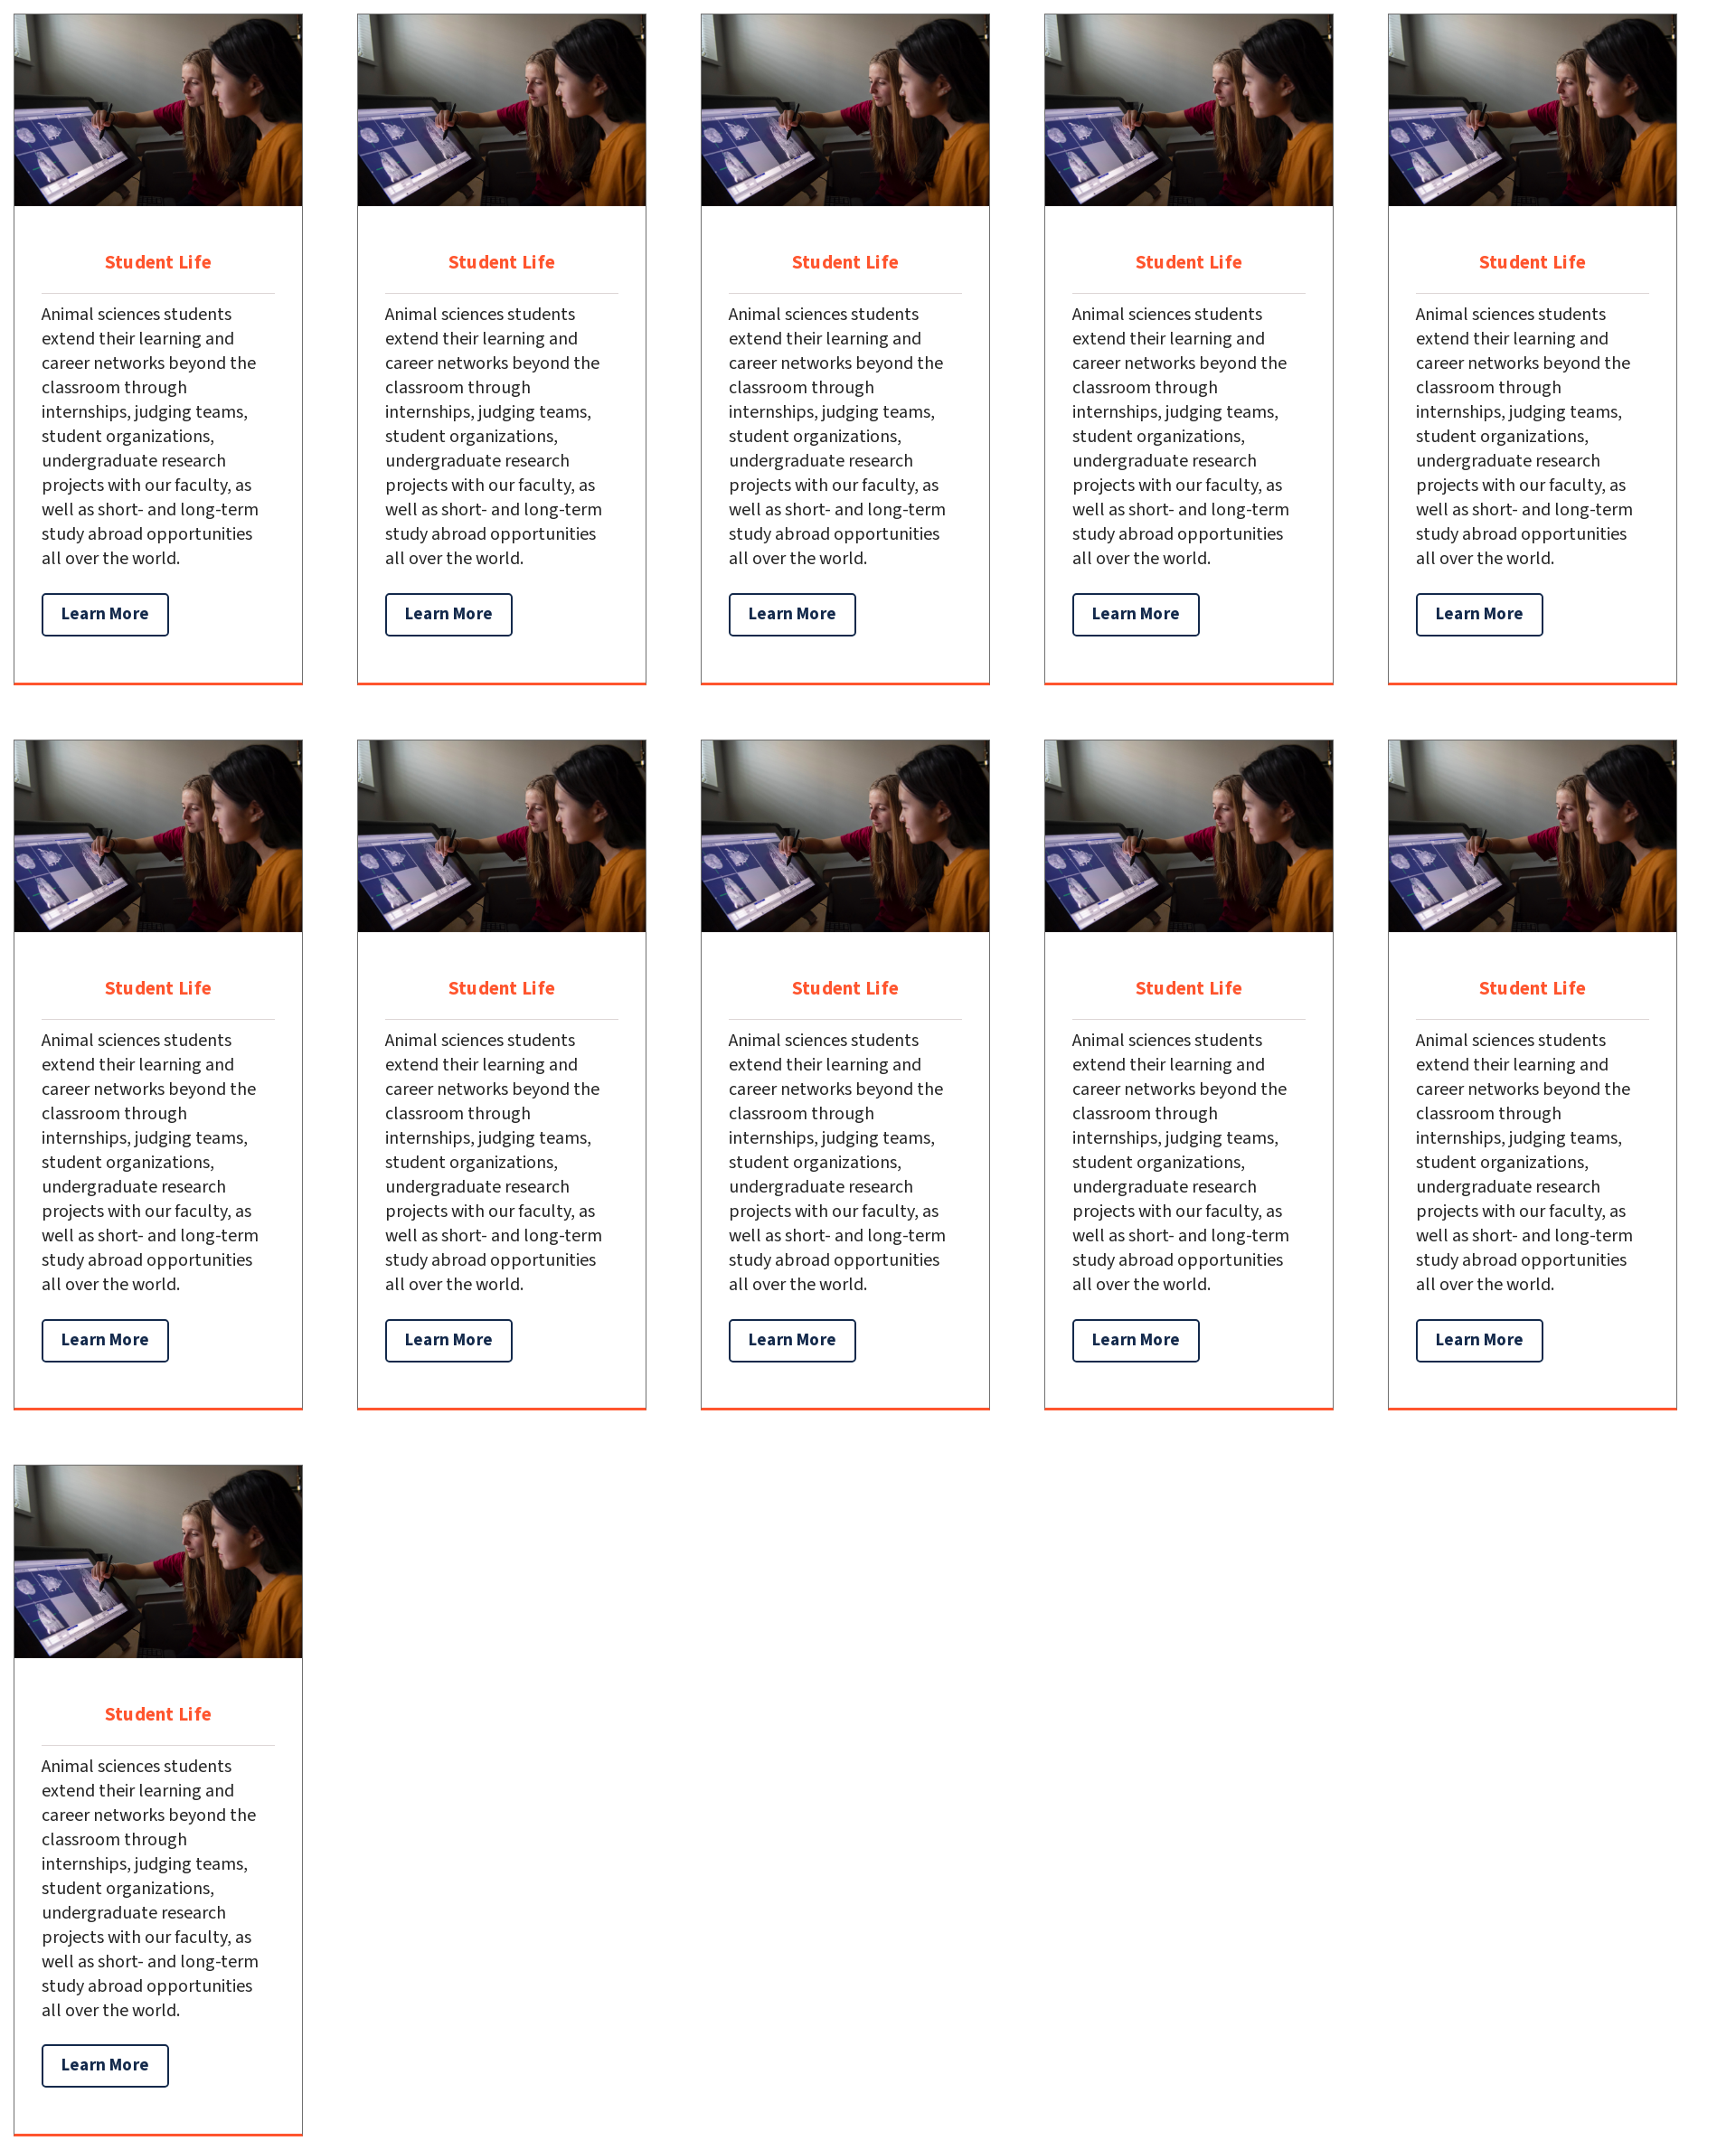 Student Life
Animal sciences students
extend their learning and
career networks beyond the
classroom through
internships, judging teams,
student organizations,
undergraduate research
projects with our faculty, as
well as short- and long-term
study abroad opportunities
all over the world.
Learn More
Student Life
Animal sciences students
extend their learning and
career networks beyond the
classroom through
internships, judging teams,
student organizations,
undergraduate research
projects with our faculty, as
well as short- and long-term
study abroad opportunities
all over the world.
Learn More
Student Life
Animal sciences students
extend their learning and
career networks beyond the
classroom through
internships, judging teams,
student organizations,
undergraduate research
projects with our faculty, as
well as short- and long-term
study abroad opportunities
all over the world.
Learn More
Student Life
Animal sciences students
extend their learning and
career networks beyond the
classroom through
internships, judging teams,
student organizations,
undergraduate research
projects with our faculty, as
well as short- and long-term
study abroad opportunities
all over the world.
Learn More
Student Life
Animal sciences students
extend their learning and
career networks beyond the
classroom through
internships, judging teams,
student organizations,
undergraduate research
projects with our faculty, as
well as short- and long-term
study abroad opportunities
all over the world.
Learn More
Student Life
Animal sciences students
extend their learning and
career networks beyond the
classroom through
internships, judging teams,
student organizations,
undergraduate research
projects with our faculty, as
well as short- and long-term
study abroad opportunities
all over the world.
Learn More
Student Life
Animal sciences students
extend their learning and
career networks beyond the
classroom through
internships, judging teams,
student organizations,
undergraduate research
projects with our faculty, as
well as short- and long-term
study abroad opportunities
all over the world.
Learn More
Student Life
Animal sciences students
extend their learning and
career networks beyond the
classroom through
internships, judging teams,
student organizations,
undergraduate research
projects with our faculty, as
well as short- and long-term
study abroad opportunities
all over the world.
Learn More
Student Life
Animal sciences students
extend their learning and
career networks beyond the
classroom through
internships, judging teams,
student organizations,
undergraduate research
projects with our faculty, as
well as short- and long-term
study abroad opportunities
all over the world.
Learn More
Student Life
Animal sciences students
extend their learning and
career networks beyond the
classroom through
internships, judging teams,
student organizations,
undergraduate research
projects with our faculty, as
well as short- and long-term
study abroad opportunities
all over the world.
Learn More
Student Life
Animal sciences students
extend their learning and
career networks beyond the
classroom through
internships, judging teams,
student organizations,
undergraduate research
projects with our faculty, as
well as short- and long-term
study abroad opportunities
all over the world.
Learn More